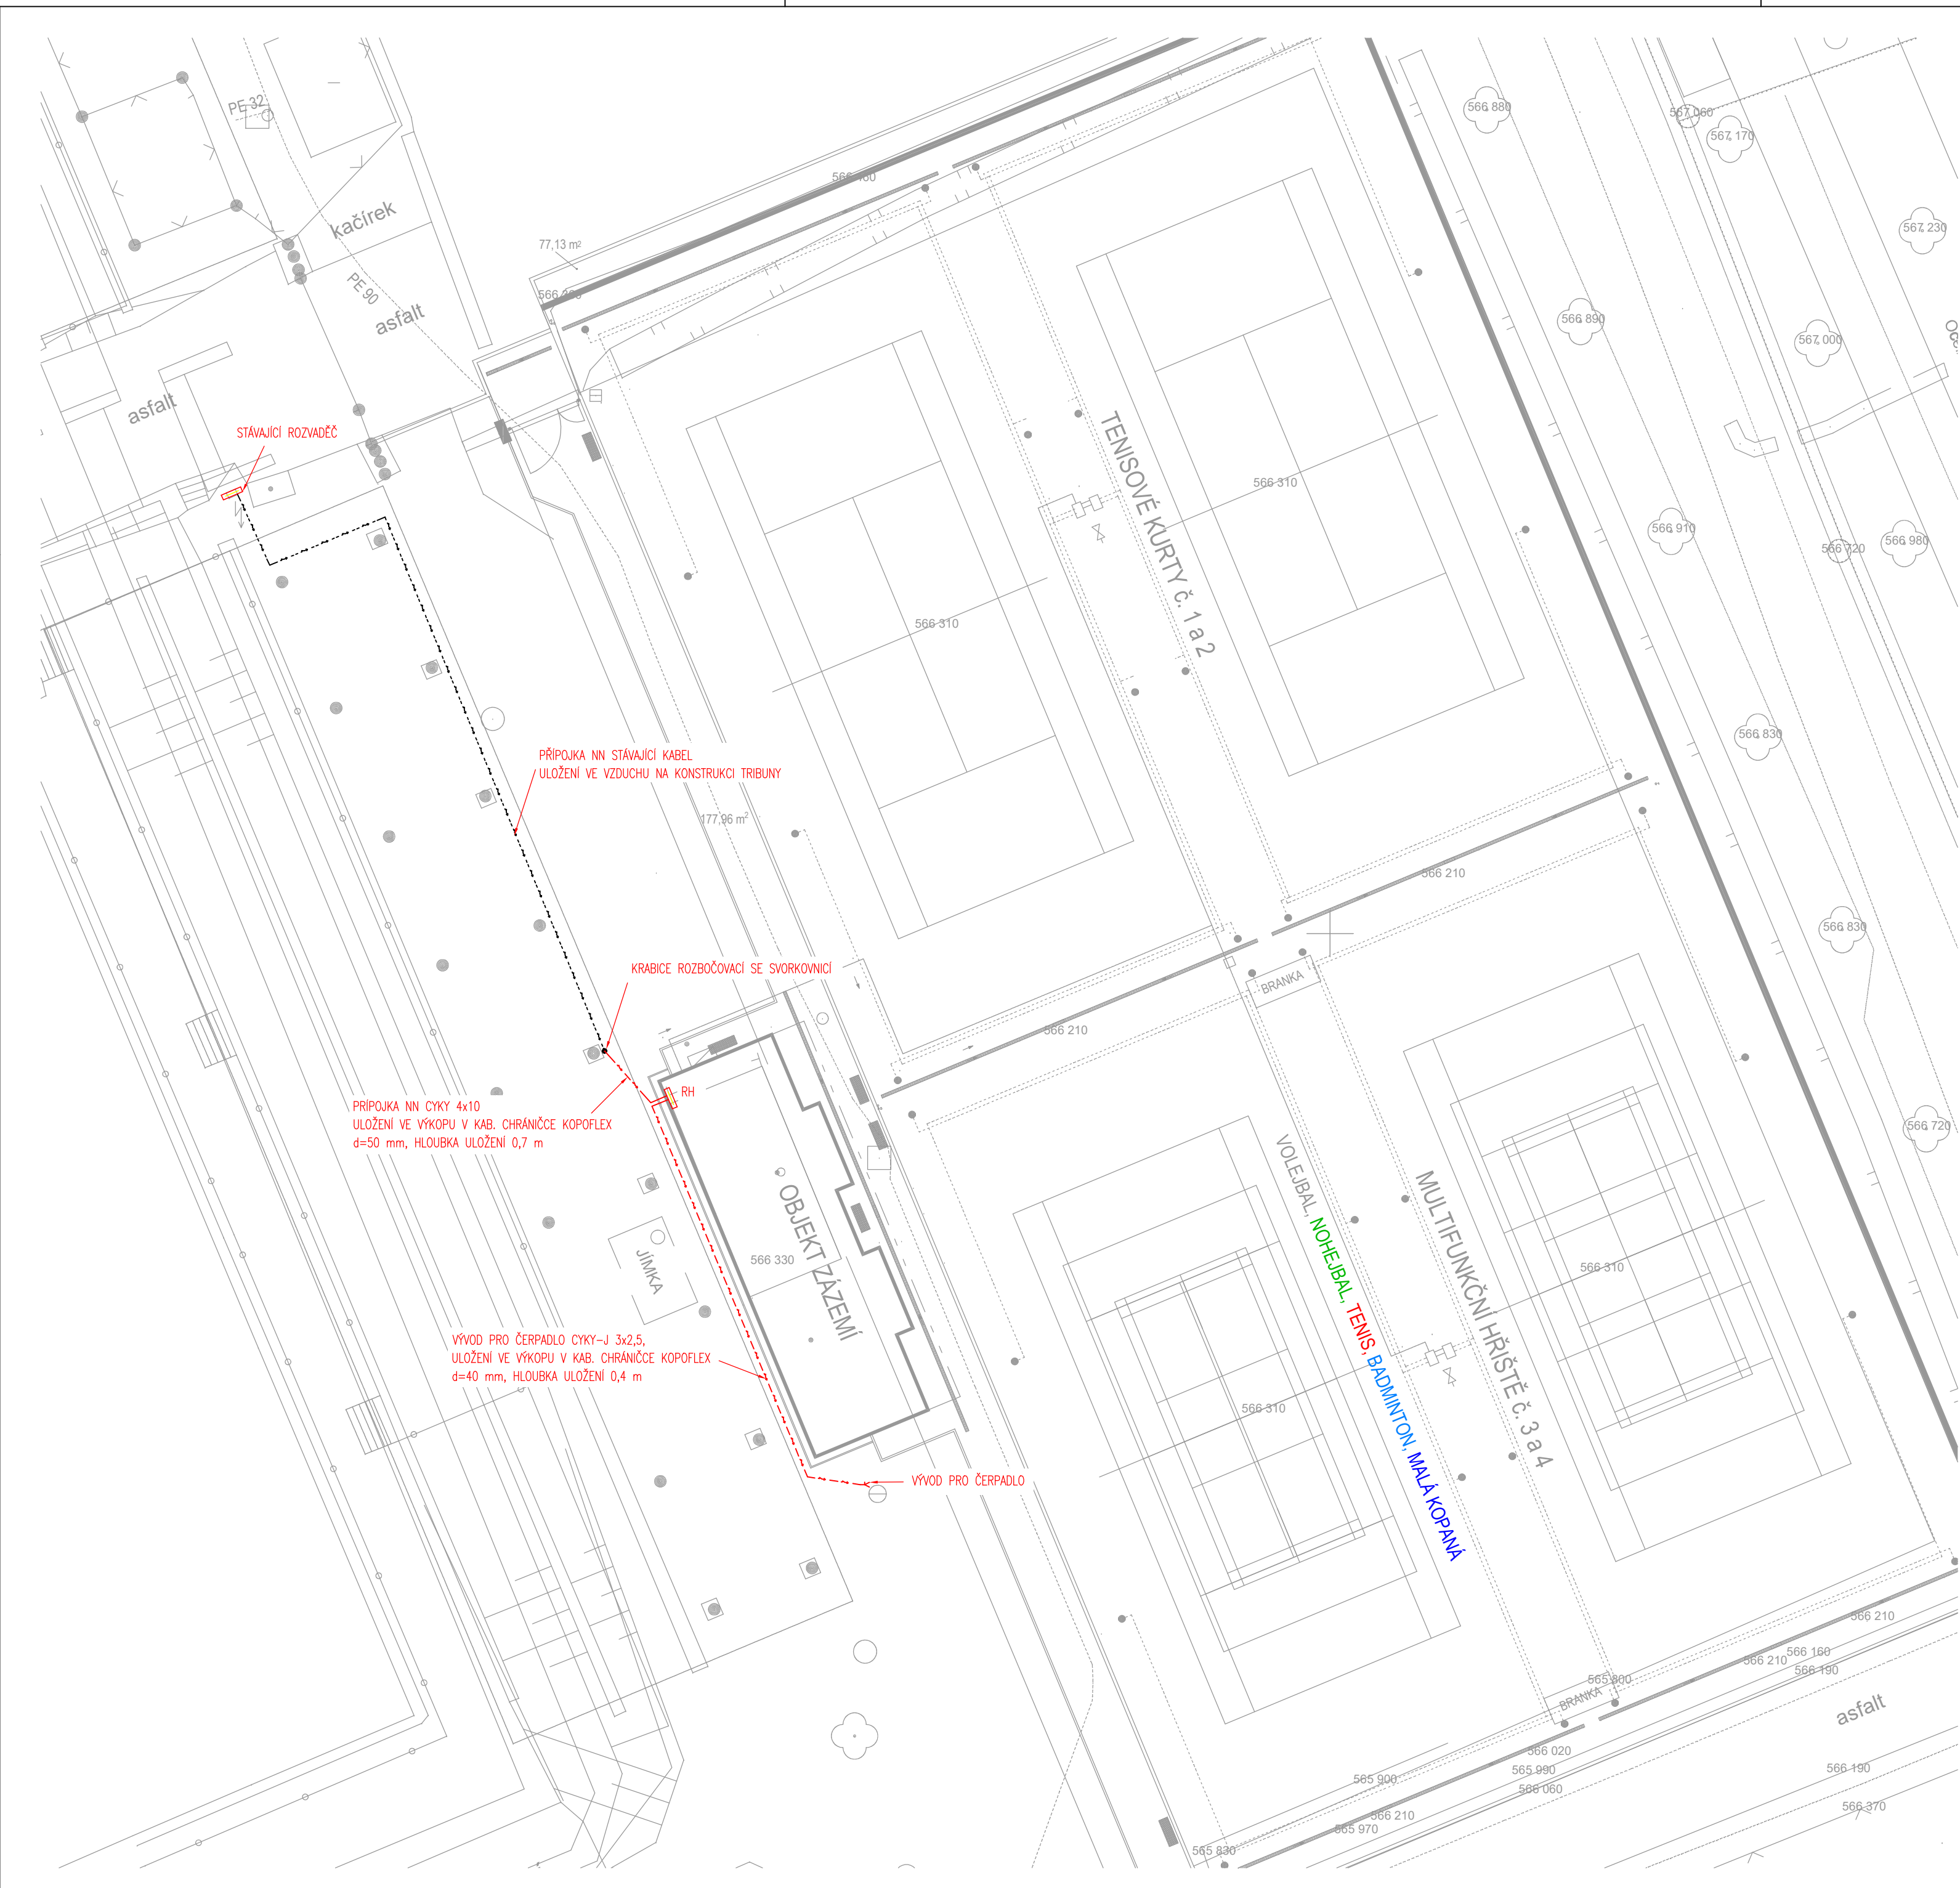 PE 32
566 880
567 060
567 170
kačírek
567 230
77,13 m²
PE 90
asfalt
566 890
567 000
asfalt
STÁVAJÍCÍ ROZVADĚČ
TENISOVÉ KURTY č. 1 a 2
566 310
566 910
566 720
566 980
566 310
566 830
PŘÍPOJKA NN STÁVAJÍCÍ KABEL
ULOŽENÍ VE VZDUCHU NA KONSTRUKCI TRIBUNY
177,96 m²
566 210
566 830
KRABICE ROZBOČOVACÍ SE SVORKOVNICÍ
BRANKA
566 210
RH
PRÍPOJKA NN CYKY 4x10
ULOŽENÍ VE VÝKOPU V KAB. CHRÁNIČCE KOPOFLEX
d=50 mm, HLOUBKA ULOŽENÍ 0,7 m
566 720
OBJEKT ZÁZEMÍ
566 330
JÍMKA
VOLEJBAL, NOHEJBAL, TENIS, BADMINTON, MALÁ KOPANÁ
MULTIFUNKČNÍ HŘIŠTĚ č. 3 a 4
566 310
VÝVOD PRO ČERPADLO CYKY-J 3x2,5,
ULOŽENÍ VE VÝKOPU V KAB. CHRÁNIČCE KOPOFLEX
d=40 mm, HLOUBKA ULOŽENÍ 0,4 m
566 310
VÝVOD PRO ČERPADLO
566 210
566 160
566 210
566 190
565 800
BRANKA
asfalt
566 020
565 990
565 900
566 060
566 190
566 370
566 210
565 970
565 830